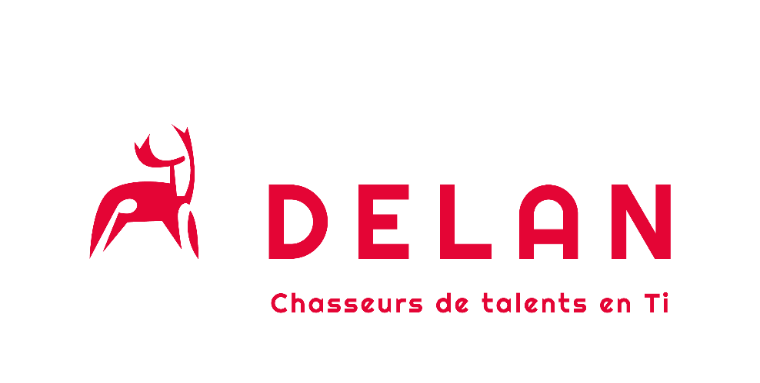 DELAN
Chasseurs de talents en Ti